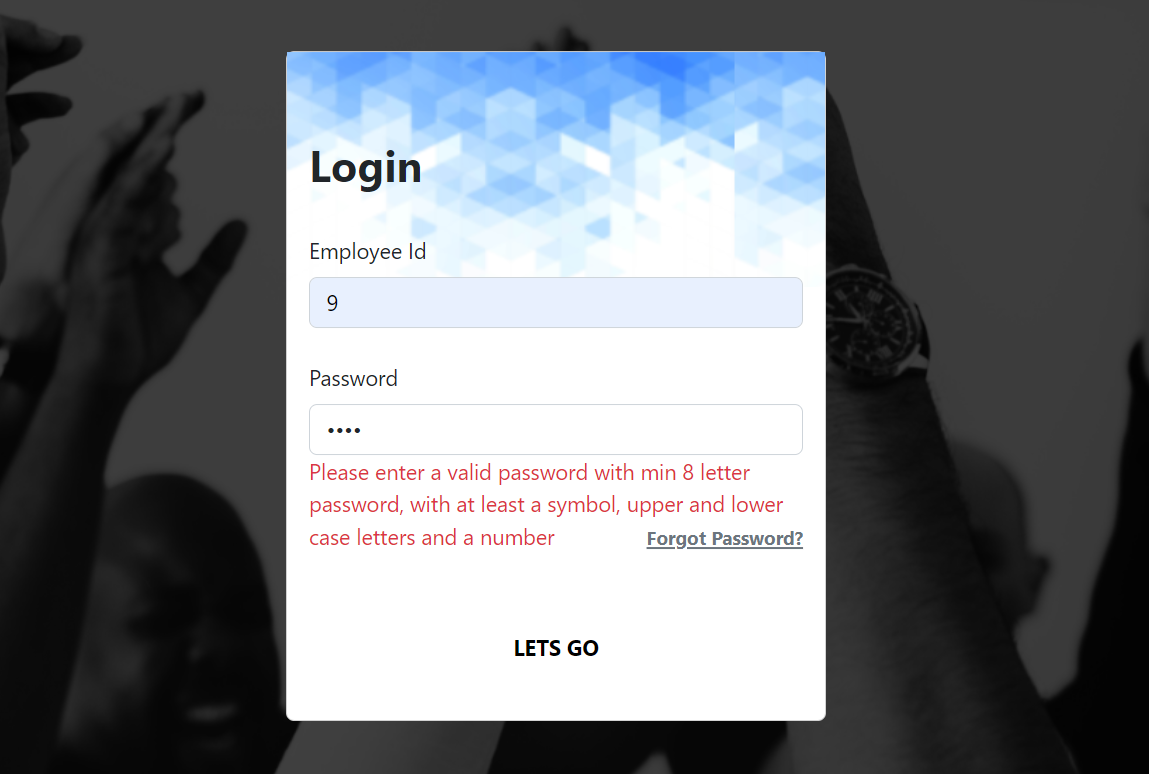 Login
Employee Id
9
Password
••••
Please enter a valid password with min 8 letter
password, with at least a symbol, upper and lower
case letters and a number
Forgot Password?
LETS GO